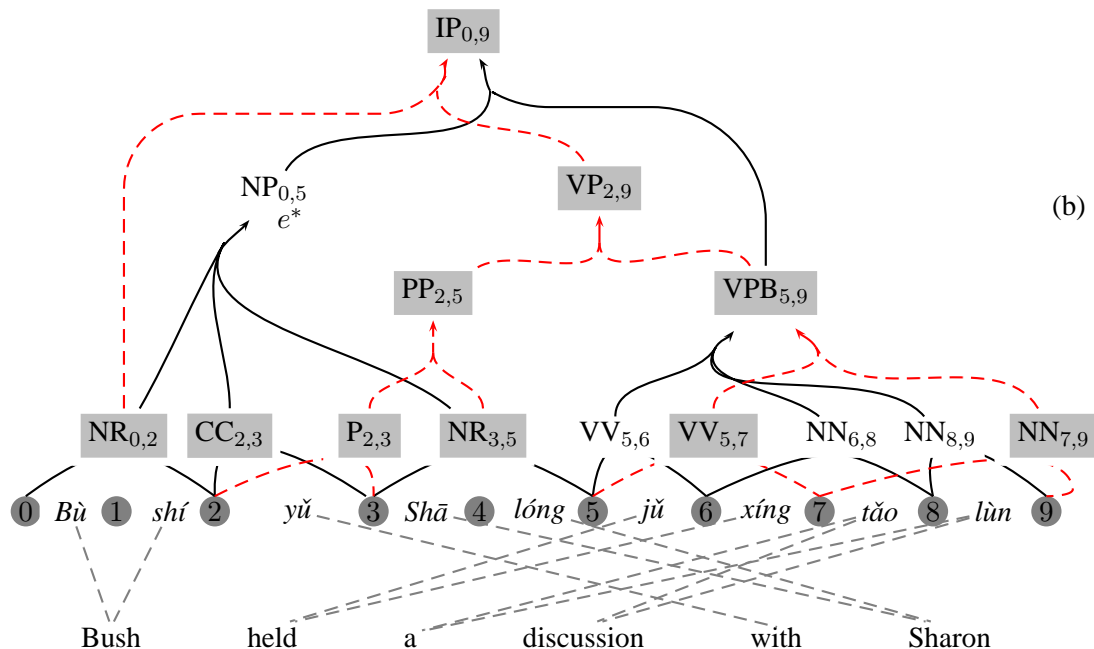 IP0,9
NP0,5 VP2,9
e* (b)
PP2,5 VPB5,9
NR0,2 CC2,3 P2,3 NR3,5 VV5,6 VV5,7 NN6,8 NN8,9 NN7,9
0 Bù 1 shí 2 yǔ 3 Shā 4 lóng 5 jǔ 6 xíng 7 tǎo 8 lùn 9
Bush held a discussion with Sharon